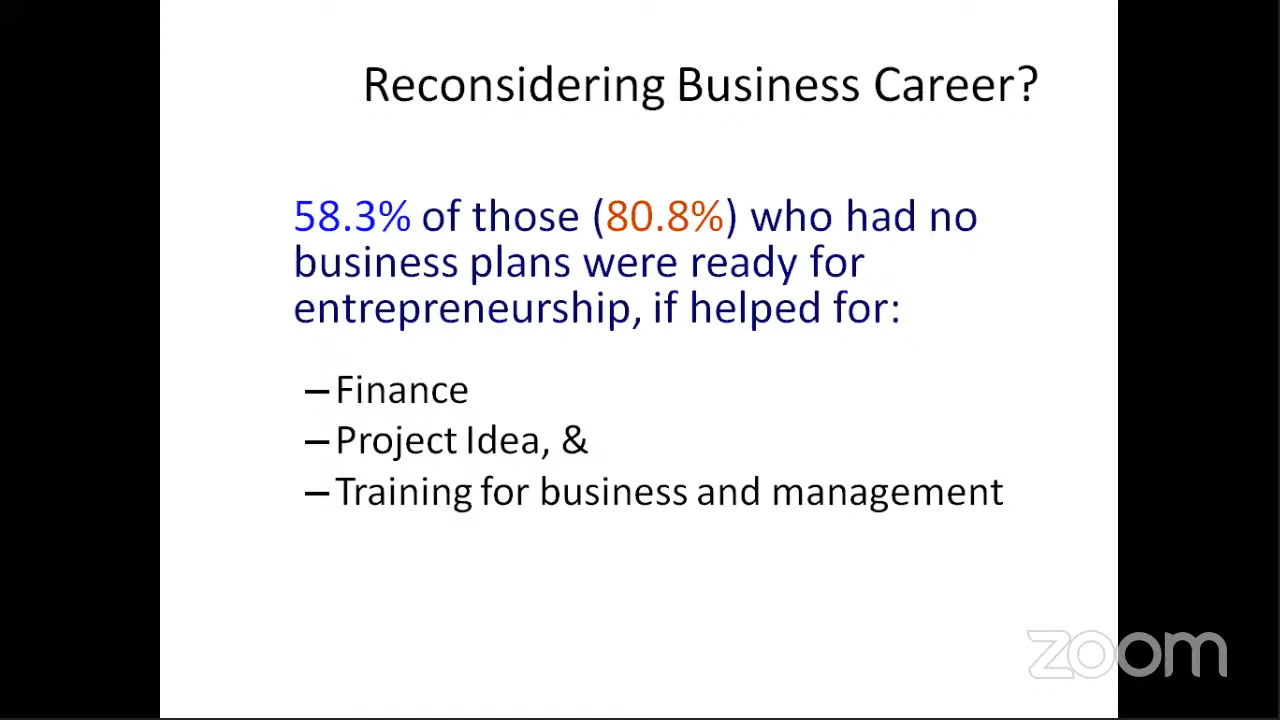 Reconsidering Business Career?
58.3% of those (80.8%) who had no
business plans were ready for
entrepreneurship, if helped for:
– Finance
– Project Idea, &
– Training for business and management
zoom